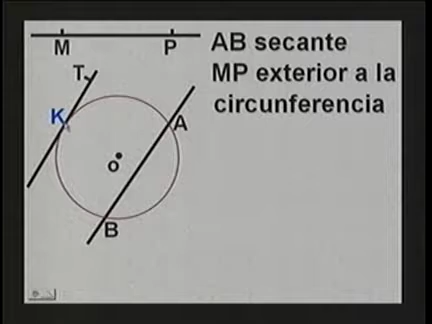 M P
AB secante
T MP exterior a la
K circunferencia
A
O
B